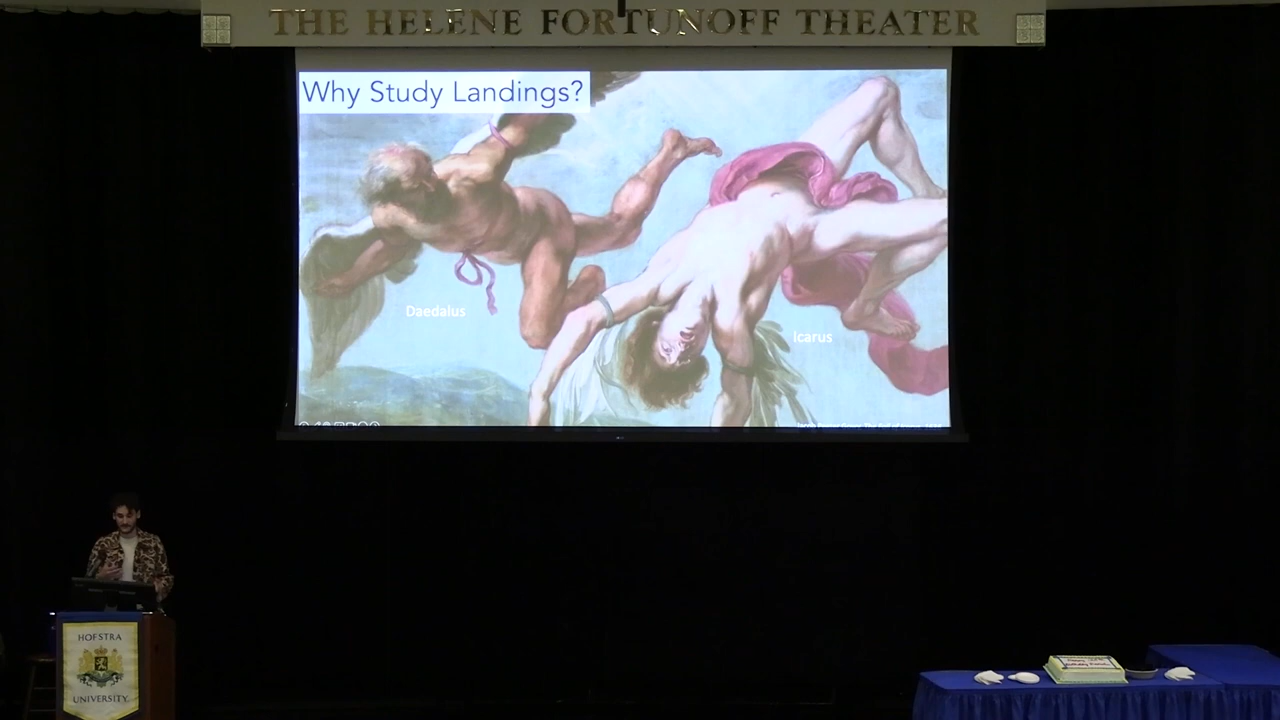 THE HELENE FORTUNOFF THEATER
Why Study Landings?
Daedalus
Icarus
HOFSTRA
UNIVERSITY